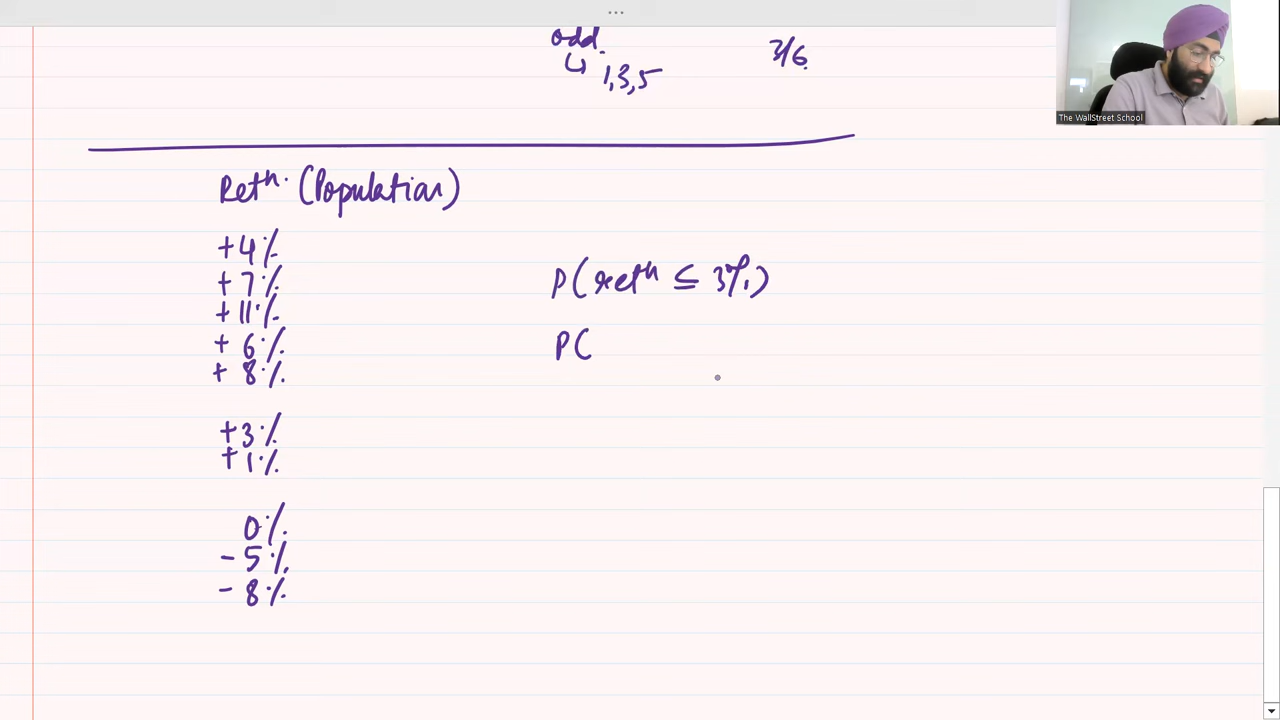 odd.
↳ 1,3,5
3/6.
The WallStreet School
Retn. (Population)
+4%
+7%
+11%
+ 6%
+ 8%
+3%
+1%
0%.
- 5%.
- 8%
P(retn ≤ 3%)
P(